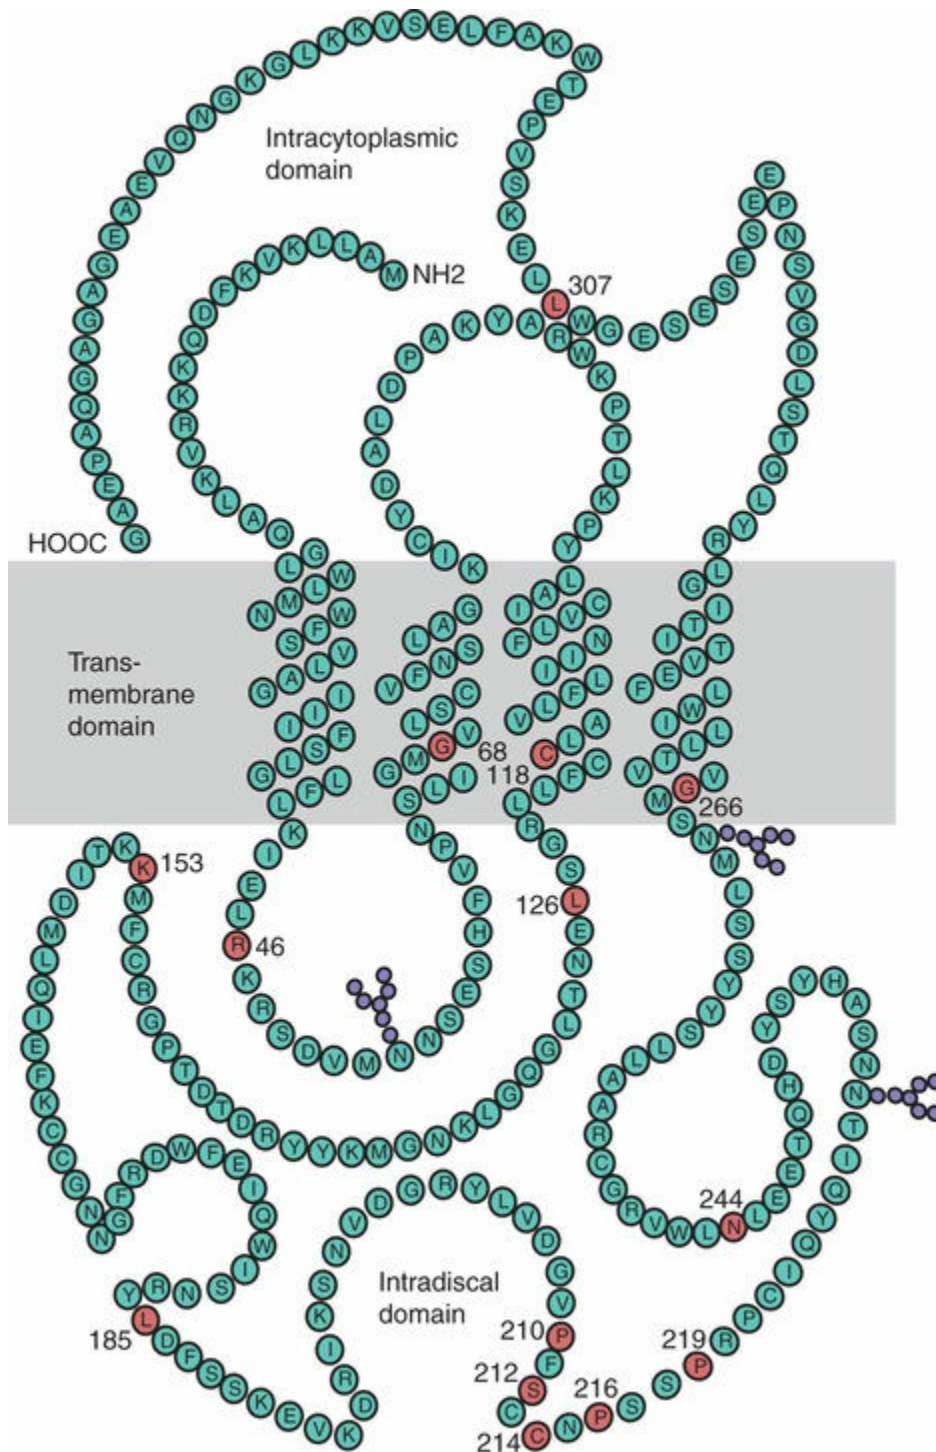 Intracytoplasmic
domain
G A E P A Q G A G A G E A E V Q N G K G L K K V S E L F A K W T E P V S K E L L
307
W G E S E S E S E E P N S V G D L S T Q L Y R
NH2
M A L L K V K F D Q K K R V K L A Q
R A Y K A P D L A D Y C I K
W K P T L K P Y
HOOC
Trans-
membrane
domain
G L W L M N
W F S
V L A G
I I I
F S L G
L F L
G A L
S N F V
C S L
V G M G
I L S
68
L A I
C V L F
N I I
L F L V
A L C
C F L L
118
L G
I T I
T V E F
L W I
L L T V
V G M S
266
K I E L R
46
K R S D V M N N S E S H F V P N
R G S L
126
E N T L G Q G L K N G M K Y Y R D T D T P G R C F M K
153
K T I D M L Q I E F K C C G N N G F R D W F E I Q W I S N R Y L
185
D F S S K E V K D R I K S N V D G R Y L V D G V P
210
F S
212
C C
214
N P
216
S S P
219
R P C I Q Y Q I T N N S A H Y S Y D H Q T E E L N
244
L W V R G C R A A L L S Y Y S S L M N
Intradiscal
domain